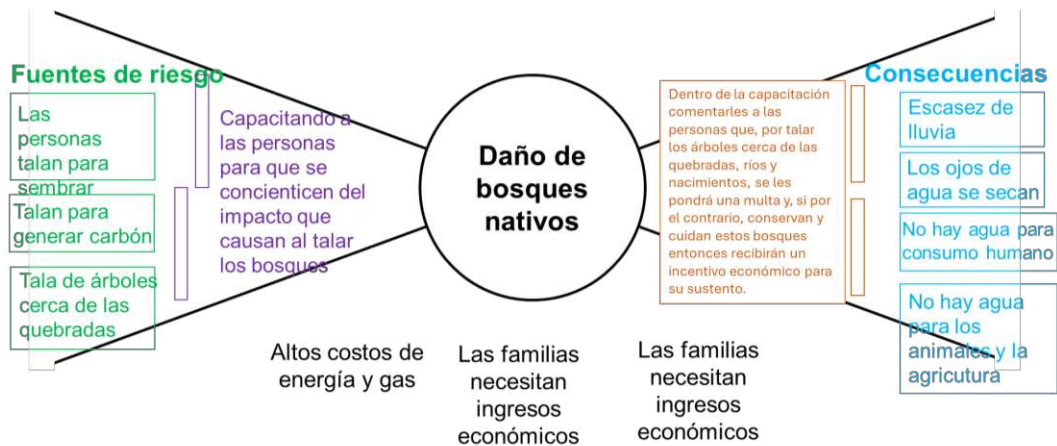 Fuentes de riesgo
Las
personas
talan para
sembrar
Talan para
generar carbón
Tala de árboles
cerca de las
quebradas
Capacitando a
las personas
para que se
concienticen del
impacto que
causan al talar
los bosques
Daño de
bosques
nativos
Dentro de la capacitación
comentarles a las
personas que, por talar
los árboles cerca de las
quebradas, ríos y
nacimientos, se les
pondrá una multa y, si por
el contrario, conservan y
cuidan estos bosques
entonces recibirán un
incentivo económico para
su sustento.
Consecuencias
Escasez de
lluvia
Los ojos de
agua se secan
No hay agua para
consumo humano
No hay agua
para los
animales y la
agricutura
Altos costos de
energía y gas
Las familias
necesitan
ingresos
económicos
Las familias
necesitan
ingresos
económicos